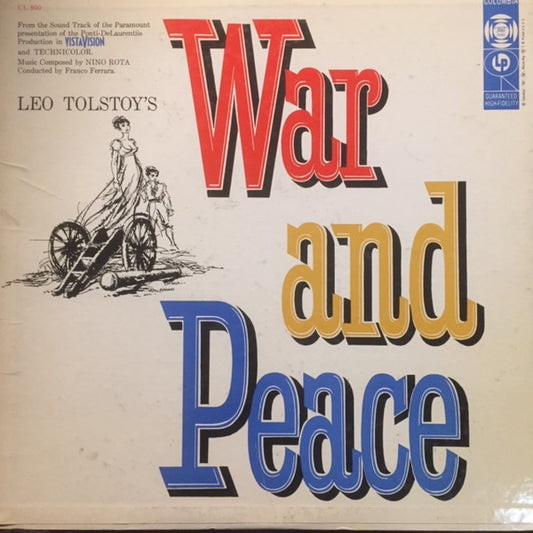 CL 930
From the Sound Track of the Paramount
presentation of the Ponti-DeLaurentiis
Production in VISTAVISION
and TECHNICOLOR.
Music Composed by NINO ROTA
Conducted by Franco Ferrara.
LEO TOLSTOY'S
War
and
Peace
COLUMBIA
360
GUARANTEED
HIGH-FIDELITY